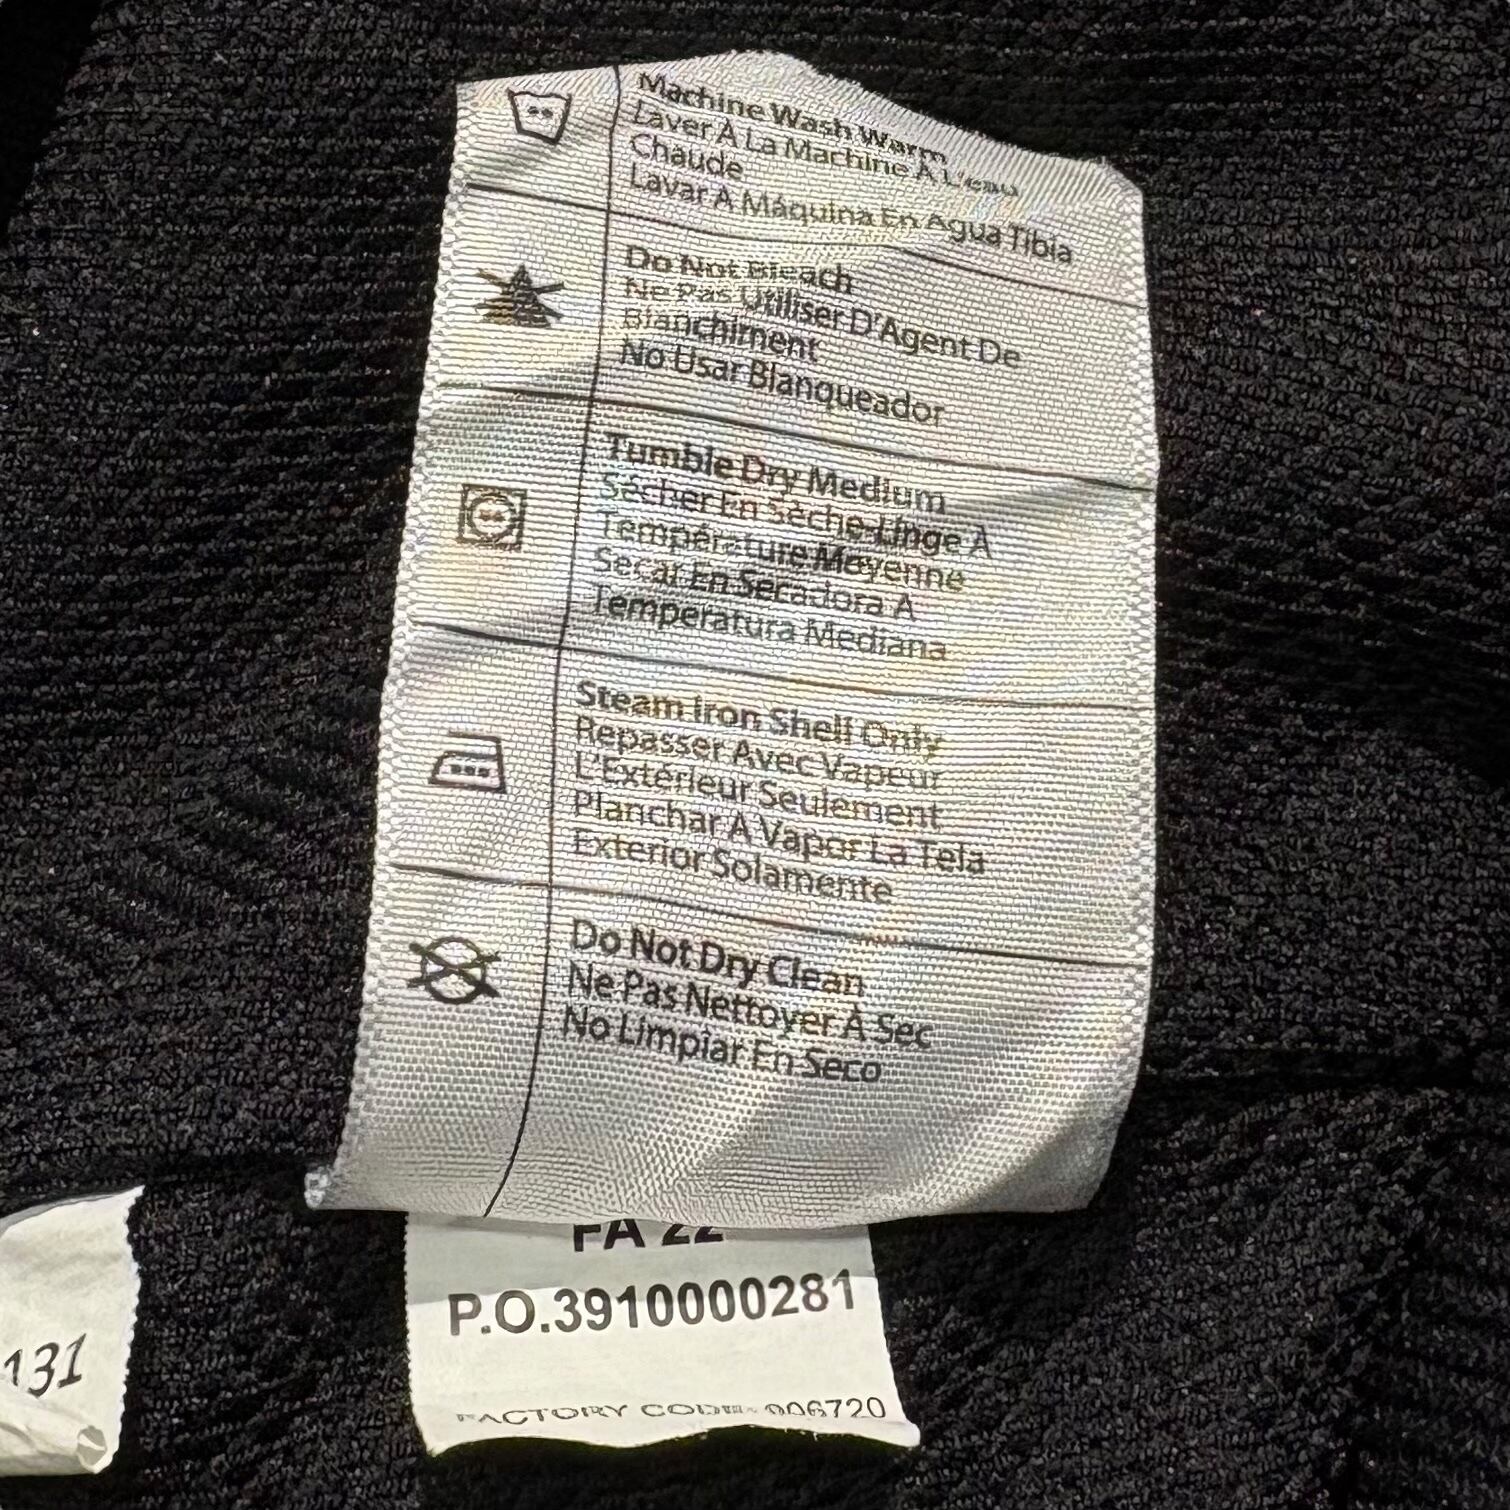 Machine Wash Warm
Laver À La Machine À L'eau
Chaude
Lavar A Máquina En Agua Tibia
Do Not Bleach
Ne Pas Utiliser D'Agent De
Blanchiment
No Usar Blanqueador
Tumble Dry Medium
Sécher En Sèche-Linge À
Température Moyenne
Secar En Secadora A
Temperatura Mediana
Steam Iron Shell Only
Repasser Avec Vapeur
L'Extérieur Seulement
Planchar A Vapor La Tela
Exterior Solamente
Do Not Dry Clean
Ne Pas Nettoyer À Sec
No Limpiar En Seco
FA 22
P.O.3910000281
FACTORY CODE: 006720
131